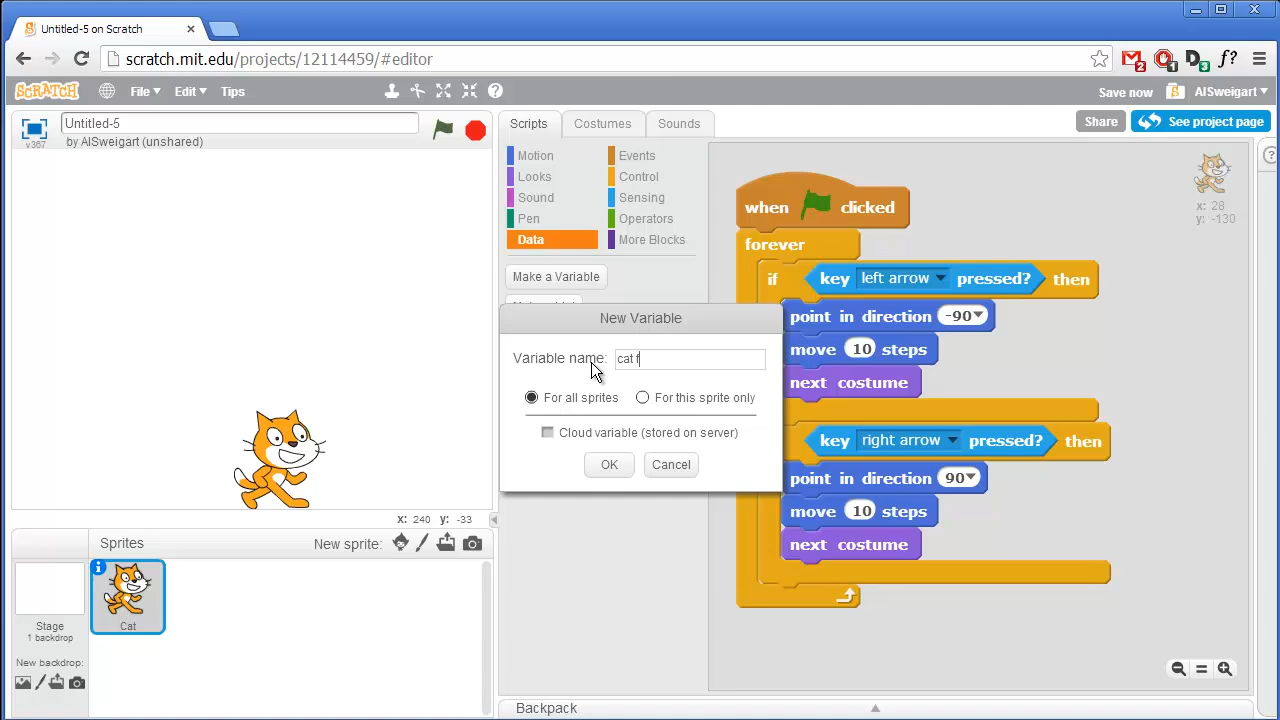 Untitled-5 on Scratch
scratch.mit.edu/projects/12114459/#editor
2
1
D
3
f?
SCRATCH
File
Edit
Tips
Save now
AlSweigart
v367
Untitled-5
by AlSweigart (unshared)
Scripts
Costumes
Sounds
Share
See project page
Motion
Events
Looks
Control
Sound
Sensing
Pen
Operators
Data
More Blocks
Make a Variable
x: 28
y: -130
when clicked
forever
if key left arrow pressed? then
point in direction -90
move 10 steps
next costume
key right arrow pressed? then
point in direction 90
move 10 steps
next costume
New Variable
Variable name: cat f
For all sprites
For this sprite only
Cloud variable (stored on server)
OK
Cancel
x: 240 y: -33
Sprites
New sprite:
Stage
1 backdrop
New backdrop:
Cat
Backpack